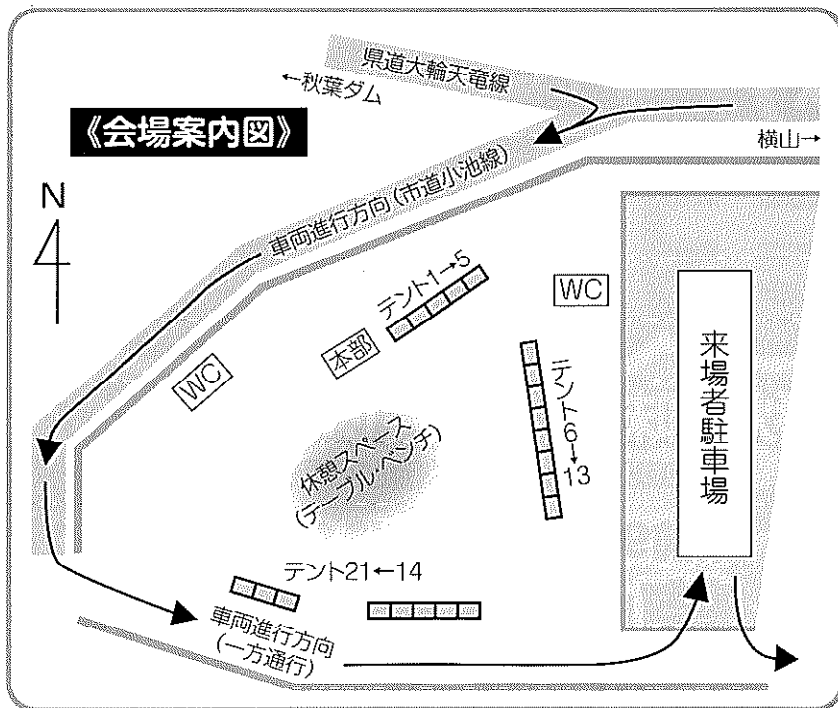 県道大輪天竜線
←秋葉ダム
《会場案内図》
横山→
N
車両進行方向(市道小池線)
テント1→5
WC
本部
WC
テント6→13
来場者駐車場
休憩スペース
(テーブル・ベンチ)
テント21←14
車両進行方向
(一方通行)